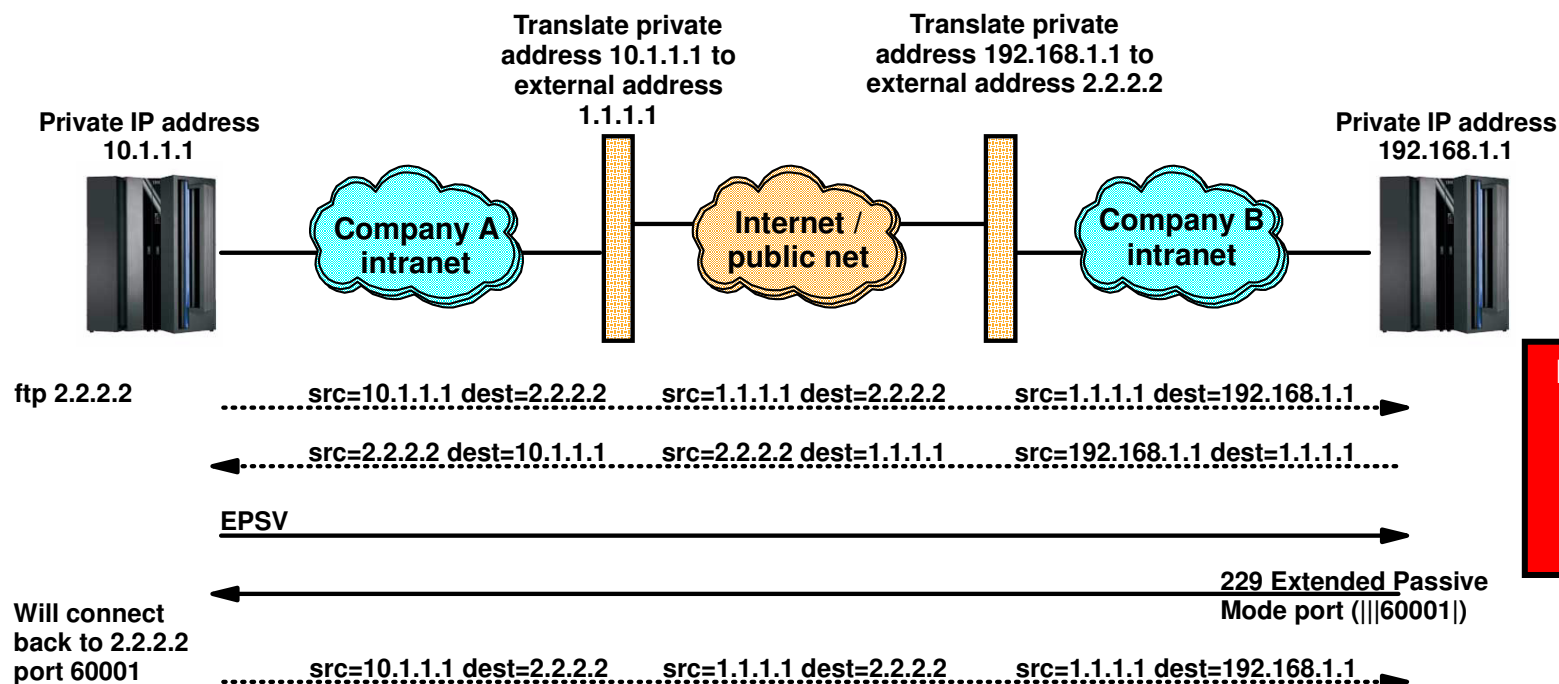 Translate private
address 10.1.1.1 to
external address
1.1.1.1
Translate private
address 192.168.1.1 to
external address 2.2.2.2
Private IP address
10.1.1.1
Private IP address
192.168.1.1
Company A
intranet
Internet /
public net
Company B
intranet
ftp 2.2.2.2
src=10.1.1.1 dest=2.2.2.2
src=1.1.1.1 dest=2.2.2.2
src=1.1.1.1 dest=192.168.1.1
src=2.2.2.2 dest=10.1.1.1
src=2.2.2.2 dest=1.1.1.1
src=192.168.1.1 dest=1.1.1.1
EPSV
229 Extended Passive
Mode port (|||60001|)
Will connect
back to 2.2.2.2
port 60001
src=10.1.1.1 dest=2.2.2.2
src=1.1.1.1 dest=2.2.2.2
src=1.1.1.1 dest=192.168.1.1